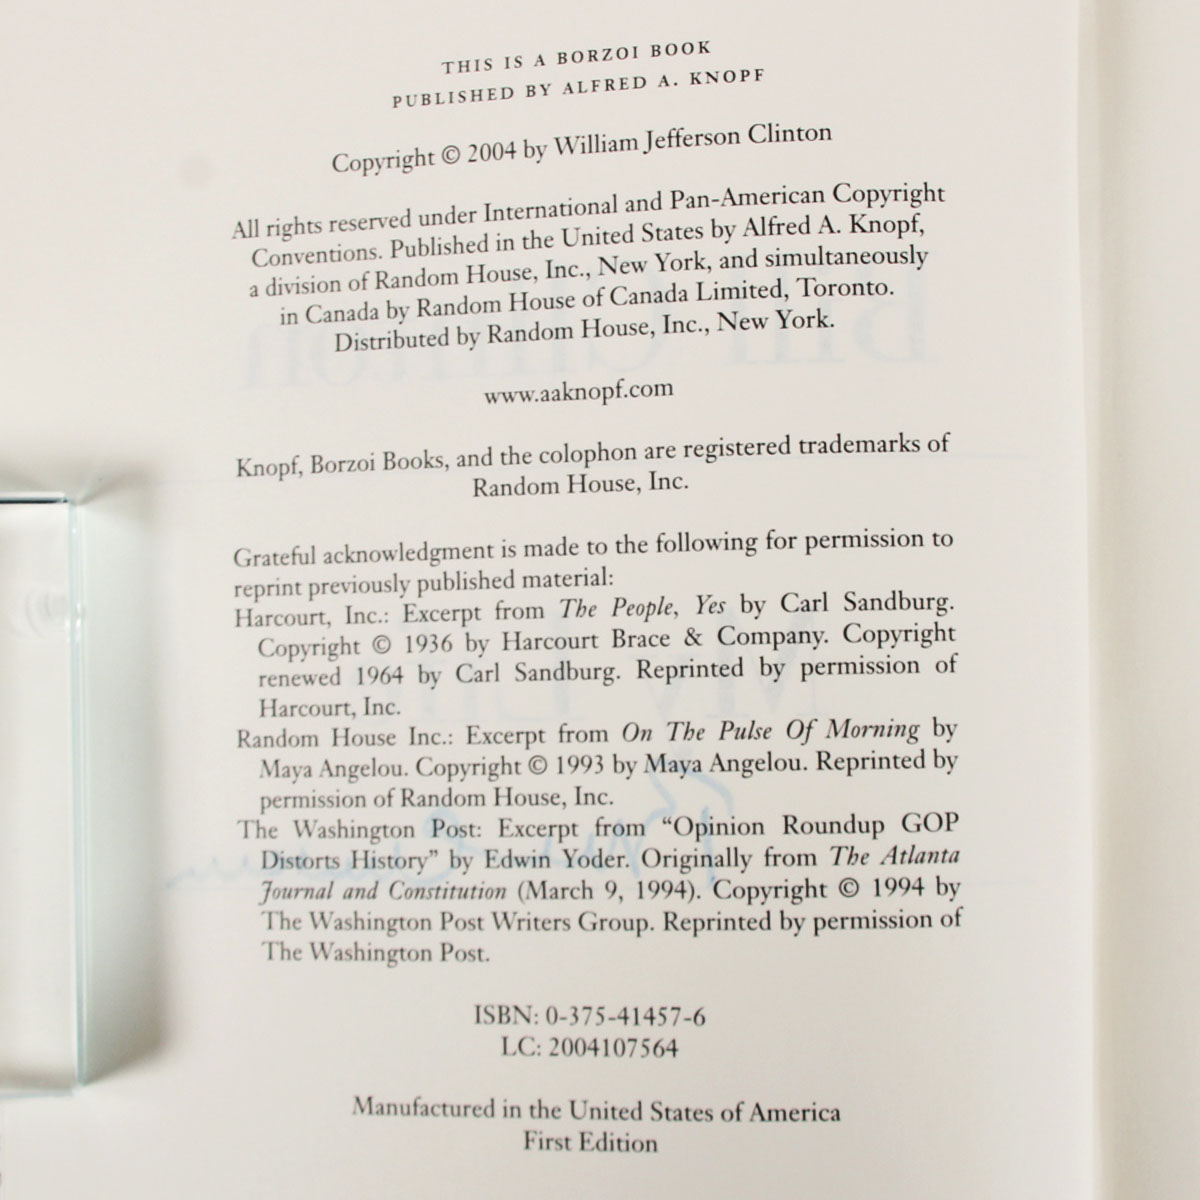 THIS IS A BORZOI BOOK
PUBLISHED BY ALFRED A. KNOPF
Copyright © 2004 by William Jefferson Clinton
All rights reserved under International and Pan-American Copyright
Conventions. Published in the United States by Alfred A. Knopf,
a division of Random House, Inc., New York, and simultaneously
in Canada by Random House of Canada Limited, Toronto.
Distributed by Random House, Inc., New York.
www.aaknopf.com
Knopf, Borzoi Books, and the colophon are registered trademarks of
Random House, Inc.
Grateful acknowledgment is made to the following for permission to
reprint previously published material:
Harcourt, Inc.: Excerpt from The People, Yes by Carl Sandburg.
Copyright © 1936 by Harcourt Brace & Company. Copyright
renewed 1964 by Carl Sandburg. Reprinted by permission of
Harcourt, Inc.
Random House Inc.: Excerpt from On The Pulse Of Morning by
Maya Angelou. Copyright © 1993 by Maya Angelou. Reprinted by
permission of Random House, Inc.
The Washington Post: Excerpt from “Opinion Roundup GOP
Distorts History” by Edwin Yoder. Originally from The Atlanta
Journal and Constitution (March 9, 1994). Copyright © 1994 by
The Washington Post Writers Group. Reprinted by permission of
The Washington Post.
ISBN: 0-375-41457-6
LC: 2004107564
Manufactured in the United States of America
First Edition